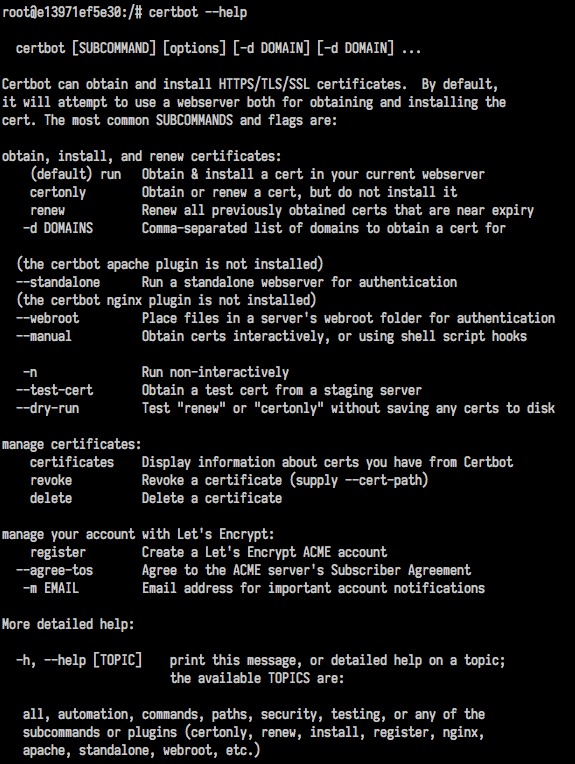 root@e13971ef5e30:/# certbot --help

  certbot [SUBCOMMAND] [options] [-d DOMAIN] [-d DOMAIN] ...

Certbot can obtain and install HTTPS/TLS/SSL certificates.  By default,
it will attempt to use a webserver both for obtaining and installing the
cert. The most common SUBCOMMANDS and flags are:

obtain, install, and renew certificates:
    (default) run   Obtain & install a cert in your current webserver
    certonly        Obtain or renew a cert, but do not install it
    renew           Renew all previously obtained certs that are near expiry
   -d DOMAINS       Comma-separated list of domains to obtain a cert for

  (the certbot apache plugin is not installed)
  --standalone      Run a standalone webserver for authentication
  (the certbot nginx plugin is not installed)
  --webroot         Place files in a server's webroot folder for authentication
  --manual          Obtain certs interactively, or using shell script hooks

   -n               Run non-interactively
  --test-cert       Obtain a test cert from a staging server
  --dry-run         Test "renew" or "certonly" without saving any certs to disk

manage certificates:
    certificates    Display information about certs you have from Certbot
    revoke          Revoke a certificate (supply --cert-path)
    delete          Delete a certificate

manage your account with Let's Encrypt:
    register        Create a Let's Encrypt ACME account
  --agree-tos       Agree to the ACME server's Subscriber Agreement
   -m EMAIL         Email address for important account notifications

More detailed help:

  -h, --help [TOPIC]    print this message, or detailed help on a topic;
                        the available TOPICS are:

   all, automation, commands, paths, security, testing, or any of the
   subcommands or plugins (certonly, renew, install, register, nginx,
   apache, standalone, webroot, etc.)